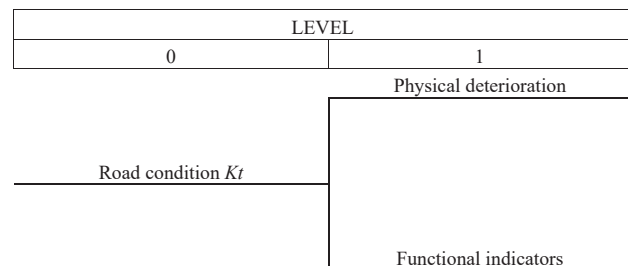 LEVEL
0 1
Physical deterioration
Road condition Kt
Functional indicators